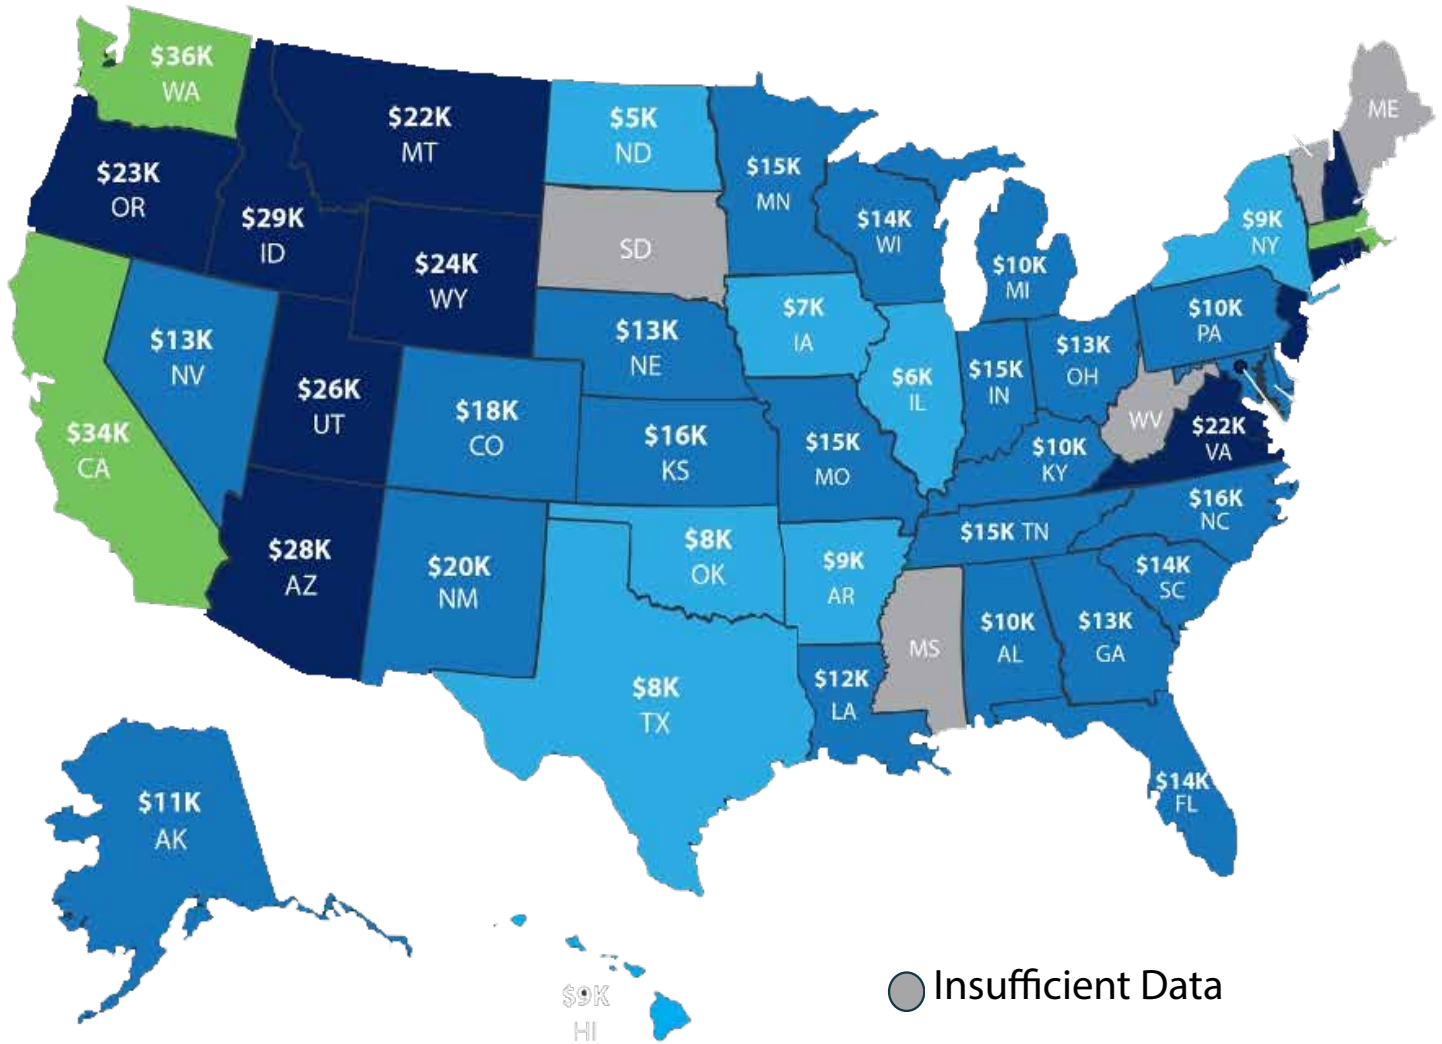 $36K
WA
$23K
OR
$22K
MT
$29K
ID
$24K
WY
$5K
ND
SD
$15K
MN
$14K
WI
$10K
MI
$9K
NY
ME
$34K
CA
$13K
NV
$26K
UT
$18K
CO
$13K
NE
$16K
KS
$7K
IA
$6K
IL
$15K
IN
$13K
OH
$10K
PA
WV
$22K
VA
$15K
MO
$10K
KY
$28K
AZ
$20K
NM
$8K
OK
$9K
AR
$15K TN
$16K
NC
$14K
SC
$8K
TX
$12K
LA
MS
$10K
AL
$13K
GA
$14K
FL
$11K
AK
$9K
HI
Insufficient Data